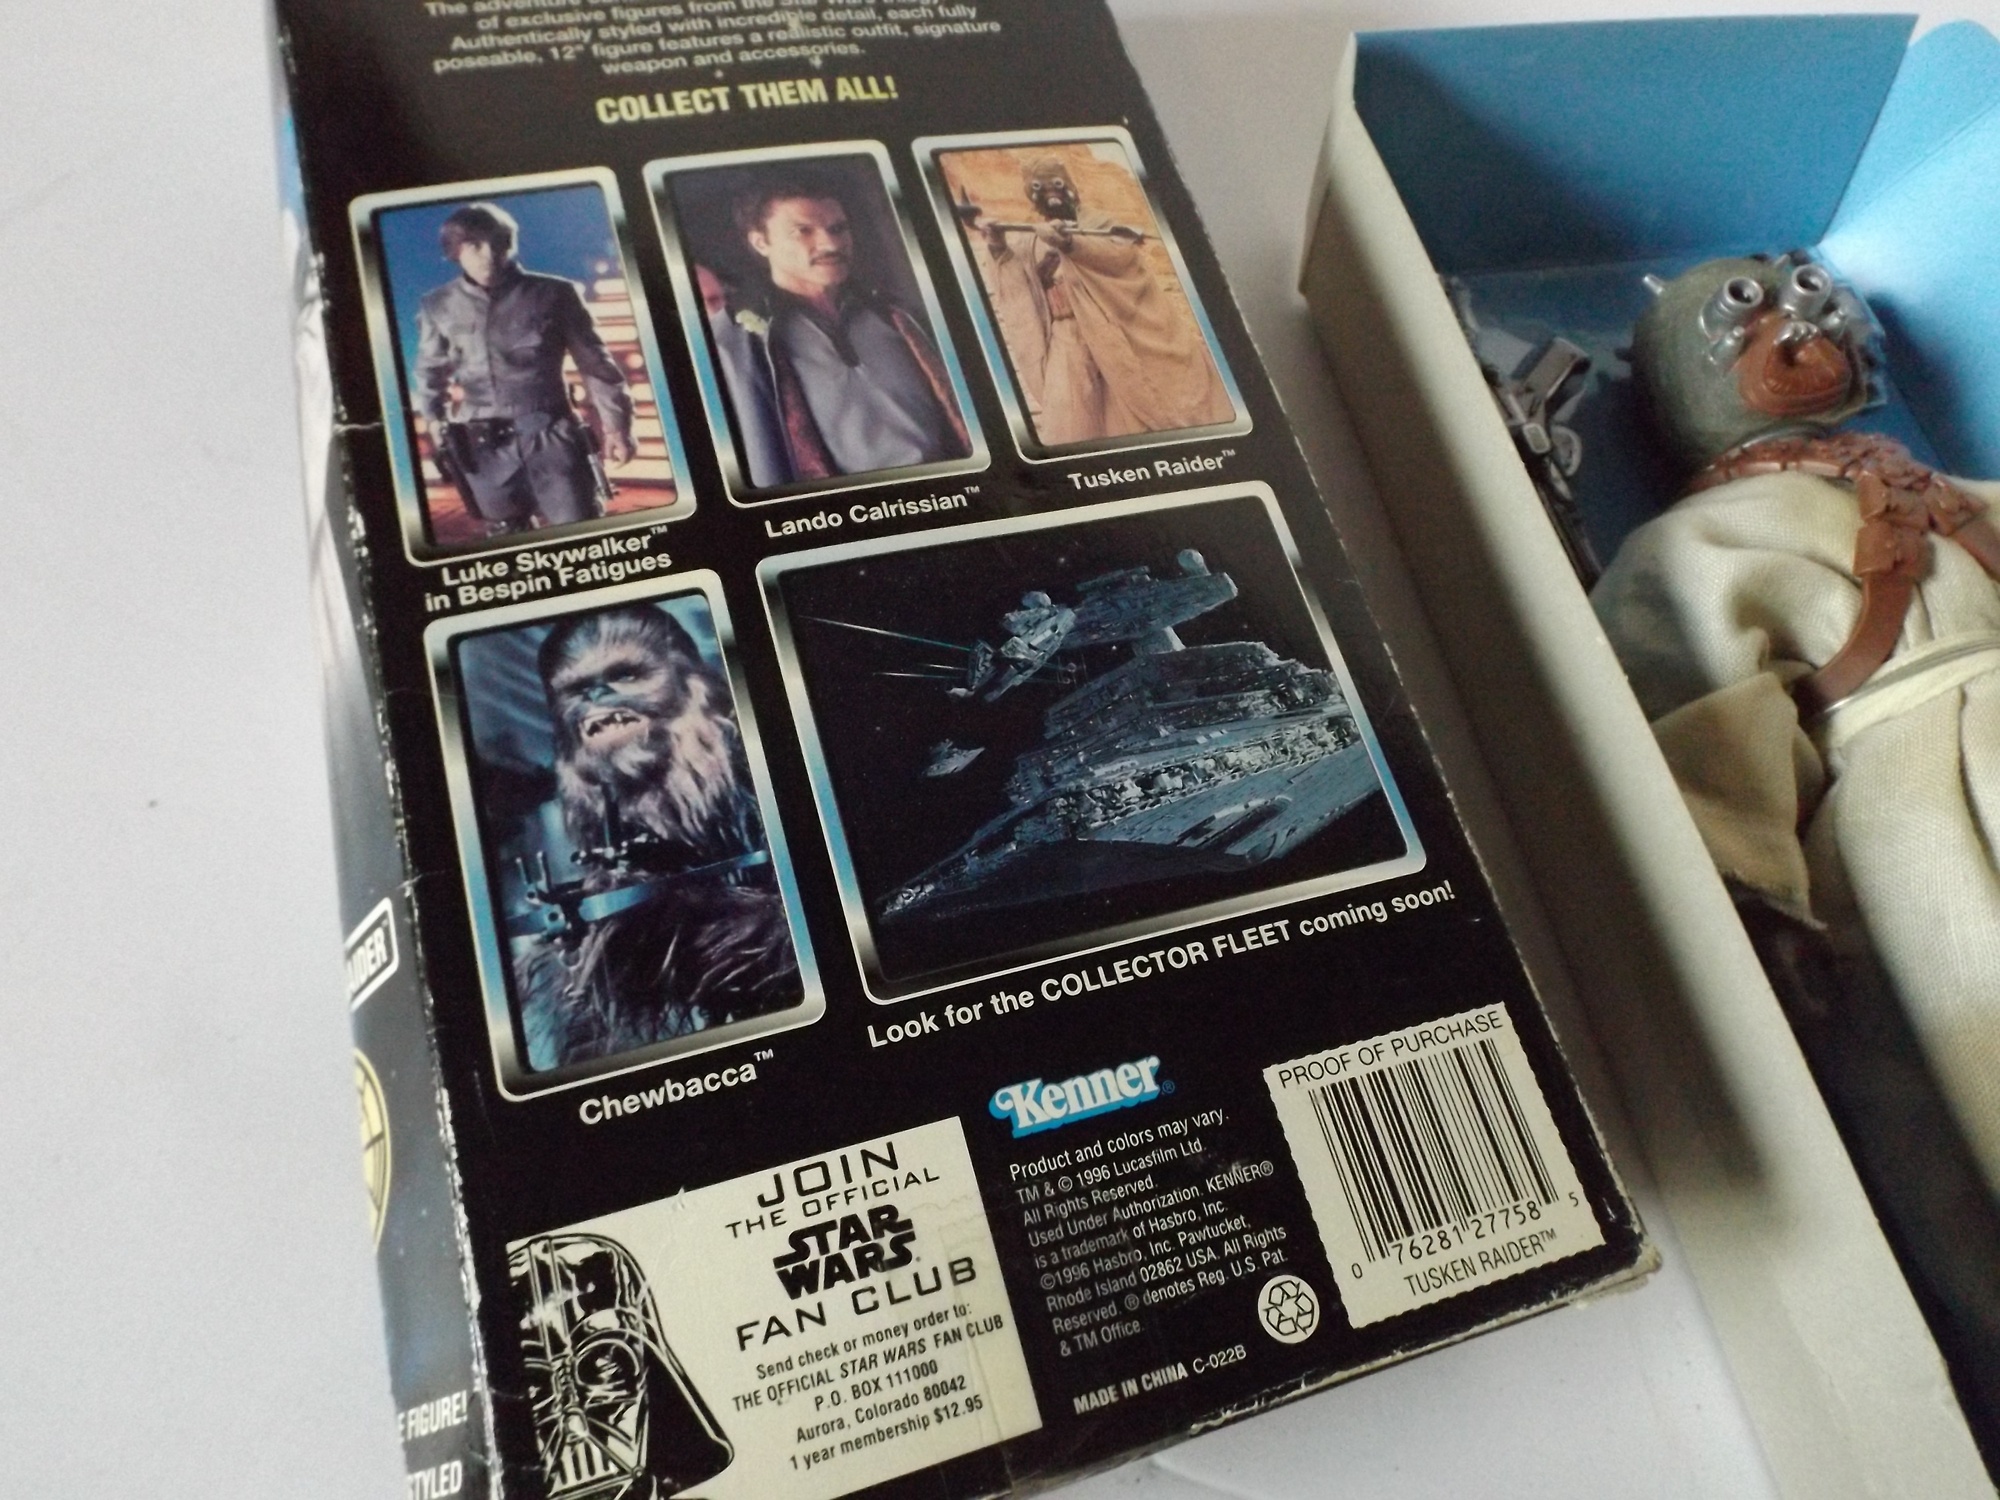 The adventure
of exclusive figures from the Star Wars trilogy
Authentically styled with incredible detail, each fully
poseable, 12" figure features a realistic outfit, signature
weapon and accessories.
COLLECT THEM ALL!
Luke Skywalker™
in Bespin Fatigues
Lando Calrissian™
Tusken Raider™
Chewbacca™
Look for the COLLECTOR FLEET coming soon!
AIDER
E FIGURE!
STYLED
JOIN
THE OFFICIAL
STAR
WARS®
FAN CLUB
Send check or money order to:
THE OFFICIAL STAR WARS FAN CLUB
P.O. BOX 111000
Aurora, Colorado 80042
1 year membership $12.95
Kenner®
Product and colors may vary.
TM & © 1996 Lucasfilm Ltd.
All Rights Reserved.
Used Under Authorization. KENNER®
is a trademark of Hasbro, Inc.
©1996 Hasbro, Inc. Pawtucket,
Rhode Island 02862 USA. All Rights
Reserved. ® denotes Reg. U.S. Pat.
& TM Office.
MADE IN CHINA C-022B
PROOF OF PURCHASE
0 76281 27758 5
TUSKEN RAIDER™